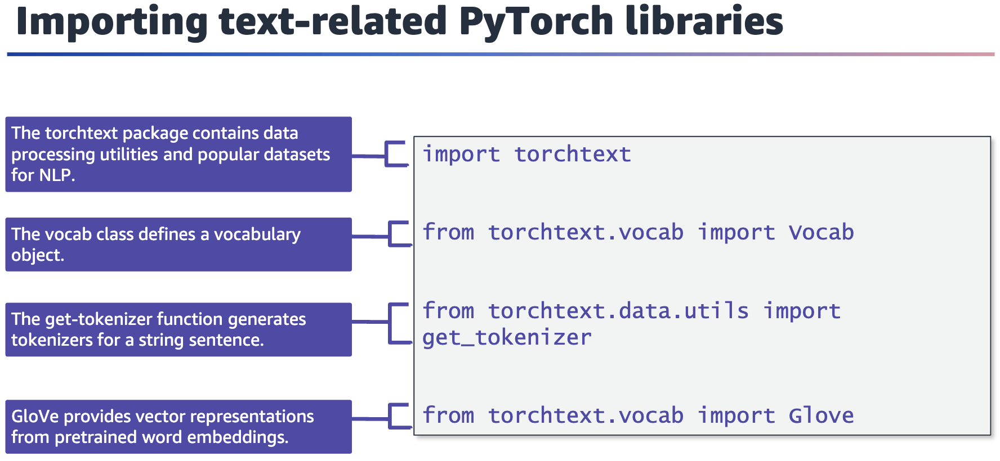 Importing text-related PyTorch libraries
The torchtext package contains data
processing utilities and popular datasets
for NLP.
import torchtext
The vocab class defines a vocabulary
object.
from torchtext.vocab import Vocab
The get-tokenizer function generates
tokenizers for a string sentence.
from torchtext.data.utils import
get_tokenizer
GloVe provides vector representations
from pretrained word embeddings.
from torchtext.vocab import Glove